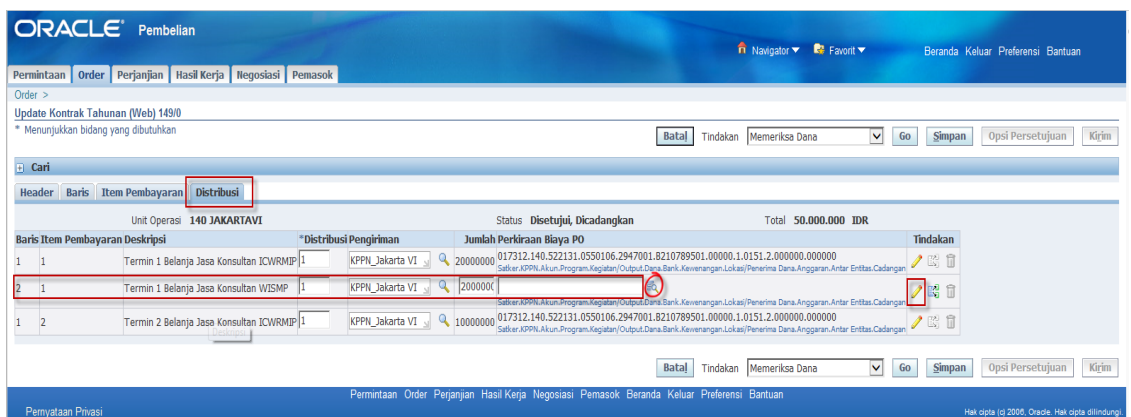 ORACLE Pembelian
Navigator Favorit Beranda Keluar Preferensi Bantuan
Permintaan Order Perjanjian Hasil Kerja Negosiasi Pemasok
Order >
Update Kontrak Tahunan (Web) 149/0
* Menunjukkan bidang yang dibutuhkan
Batal Tindakan Memeriksa Dana Go Simpan Opsi Persetujuan Kirim
Cari
Header Baris Item Pembayaran Distribusi
Unit Operasi 140 JAKARTAVI Status Disetujui, Dicadangkan Total 50.000.000 IDR
Baris Item Pembayaran Deskripsi *Distribusi Pengiriman Jumlah Perkiraan Biaya PO Tindakan
1 1 Termin 1 Belanja Jasa Konsultan ICWRMIP 1 KPPN_Jakarta VI 20000000 017312.140.522131.0550106.2947001.8210789501.00000.1.0151.2.000000.000000
Satker.KPPN.Akun.Program.Kegiatan/Output.Dana.Bank.Kewenangan.Lokasi/Penerima Dana.Anggaran.Antar Entitas.Cadangan
2 1 Termin 1 Belanja Jasa Konsultan WISMP 1 KPPN_Jakarta VI 2000000
Satker.KPPN.Akun.Program.Kegiatan/Output.Dana.Bank.Kewenangan.Lokasi/Penerima Dana.Anggaran.Antar Entitas.Cadangan
1 2 Termin 2 Belanja Jasa Konsultan ICWRMIP 1 KPPN_Jakarta VI 10000000 017312.140.522131.0550106.2947001.8210789501.00000.1.0151.2.000000.000000
Satker.KPPN.Akun.Program.Kegiatan/Output.Dana.Bank.Kewenangan.Lokasi/Penerima Dana.Anggaran.Antar Entitas.Cadangan
Deskripsi
Batal Tindakan Memeriksa Dana Go Simpan Opsi Persetujuan Kirim
Permintaan Order Perjanjian Hasil Kerja Negosiasi Pemasok Beranda Keluar Preferensi Bantuan
Pernyataan Privasi Hak cipta (c) 2006, Oracle. Hak cipta dilindungi.